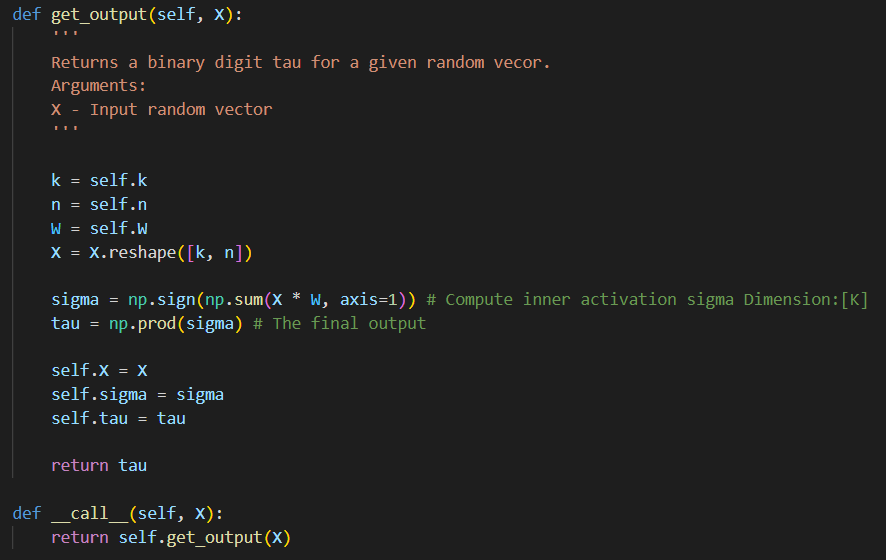 def get_output(self, X):
    '''
    Returns a binary digit tau for a given random vecor.
    Arguments:
    X - Input random vector
    '''

    k = self.k
    n = self.n
    W = self.W
    X = X.reshape([k, n])

    sigma = np.sign(np.sum(X * W, axis=1)) # Compute inner activation sigma Dimension:[K]
    tau = np.prod(sigma) # The final output

    self.X = X
    self.sigma = sigma
    self.tau = tau

    return tau

def __call__(self, X):
    return self.get_output(X)